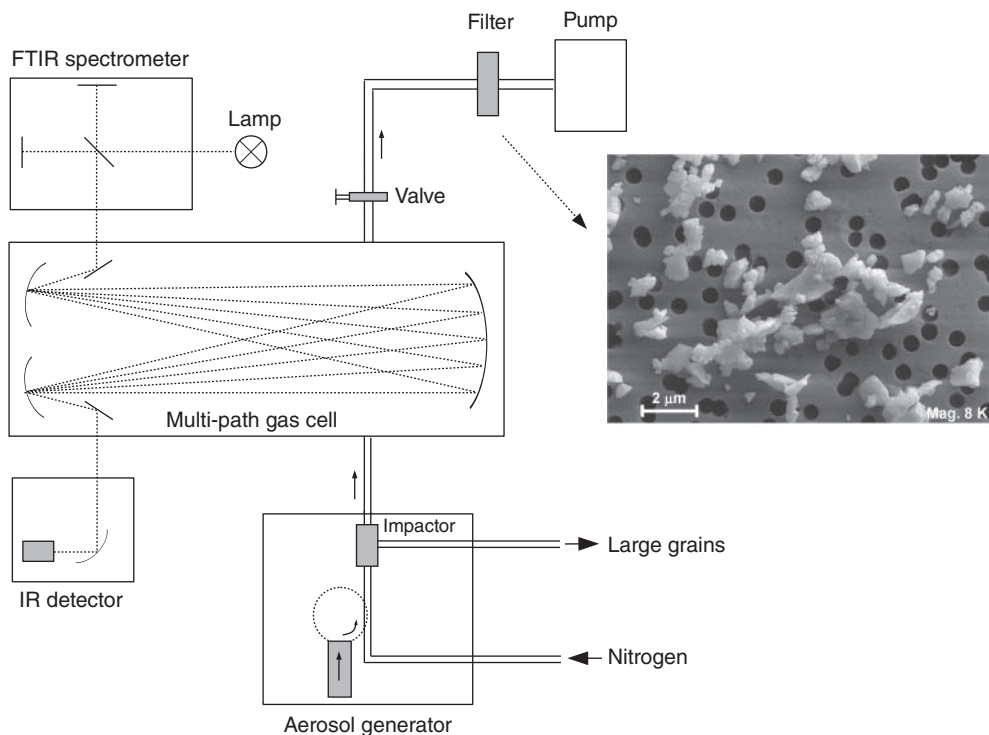 Filter
Pump
FTIR spectrometer
Lamp
Valve
Multi-path gas cell
2 μm
Mag. 8 K
Impactor
Large grains
IR detector
Nitrogen
Aerosol generator